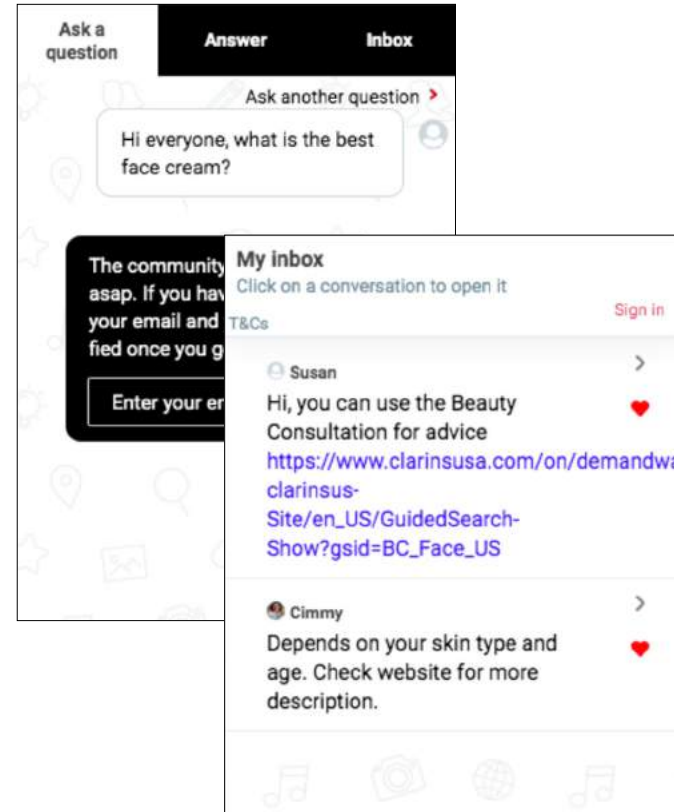 Ask a
question
Answer
Inbox
Ask another question
Hi everyone, what is the best
face cream?
The community
asap. If you
your email and
fied once you
Enter your
My inbox
Click on a conversation to open it
Sign in
T&Cs
Susan
Hi, you can use the Beauty
Consultation for advice
https://www.clarinsusa.com/on/demandwa
clarinsus-
Site/en_US/GuidedSearch-
Show?gsid=BC_Face_US
Cimmy
Depends on your skin type and
age. Check website for more
description.